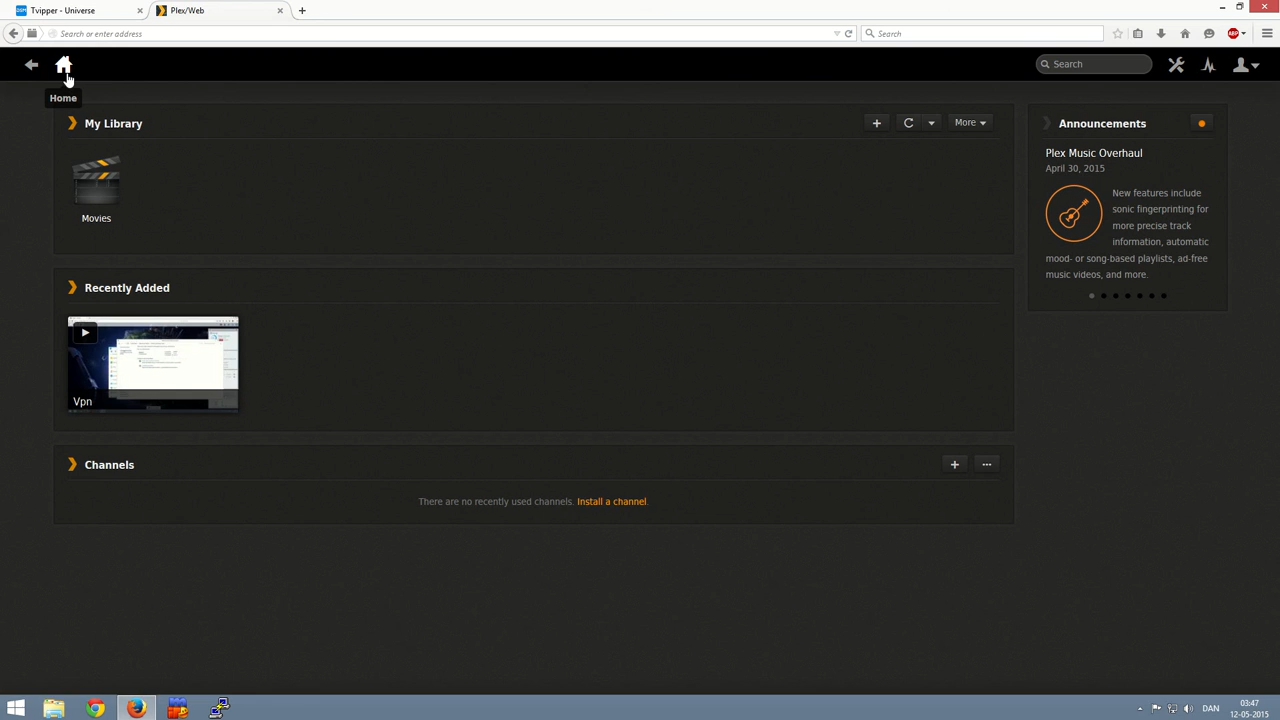 Tvipper - Universe
Plex/Web
Search or enter address
Search
ABP
Search
Home
My Library
More
Movies
Announcements
Plex Music Overhaul
April 30, 2015
New features include
sonic fingerprinting for
more precise track
information, automatic
mood- or song-based playlists, ad-free
music videos, and more.
Recently Added
Vpn
Channels
There are no recently used channels. Install a channel.
DAN
03:47
12-05-2015